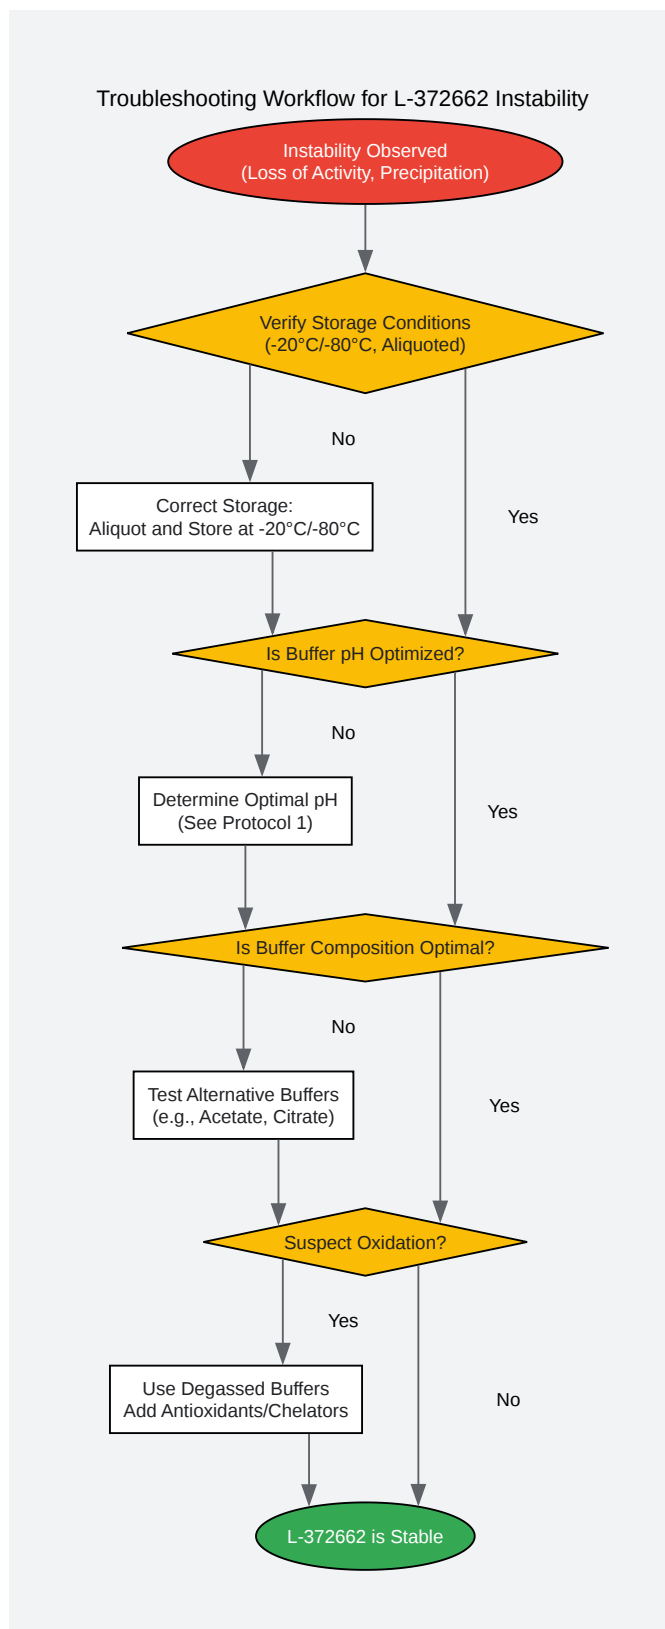 Troubleshooting Workflow for L-372662 Instability
Instability Observed
(Loss of Activity, Precipitation)
Verify Storage Conditions
(-20°C/-80°C, Aliquoted)
No
Correct Storage:
Aliquot and Store at -20°C/-80°C
Yes
Is Buffer pH Optimized?
No
Determine Optimal pH
(See Protocol 1)
Yes
Is Buffer Composition Optimal?
No
Test Alternative Buffers
(e.g., Acetate, Citrate)
Yes
Suspect Oxidation?
Yes
Use Degassed Buffers
Add Antioxidants/Chelators
No
L-372662 is Stable